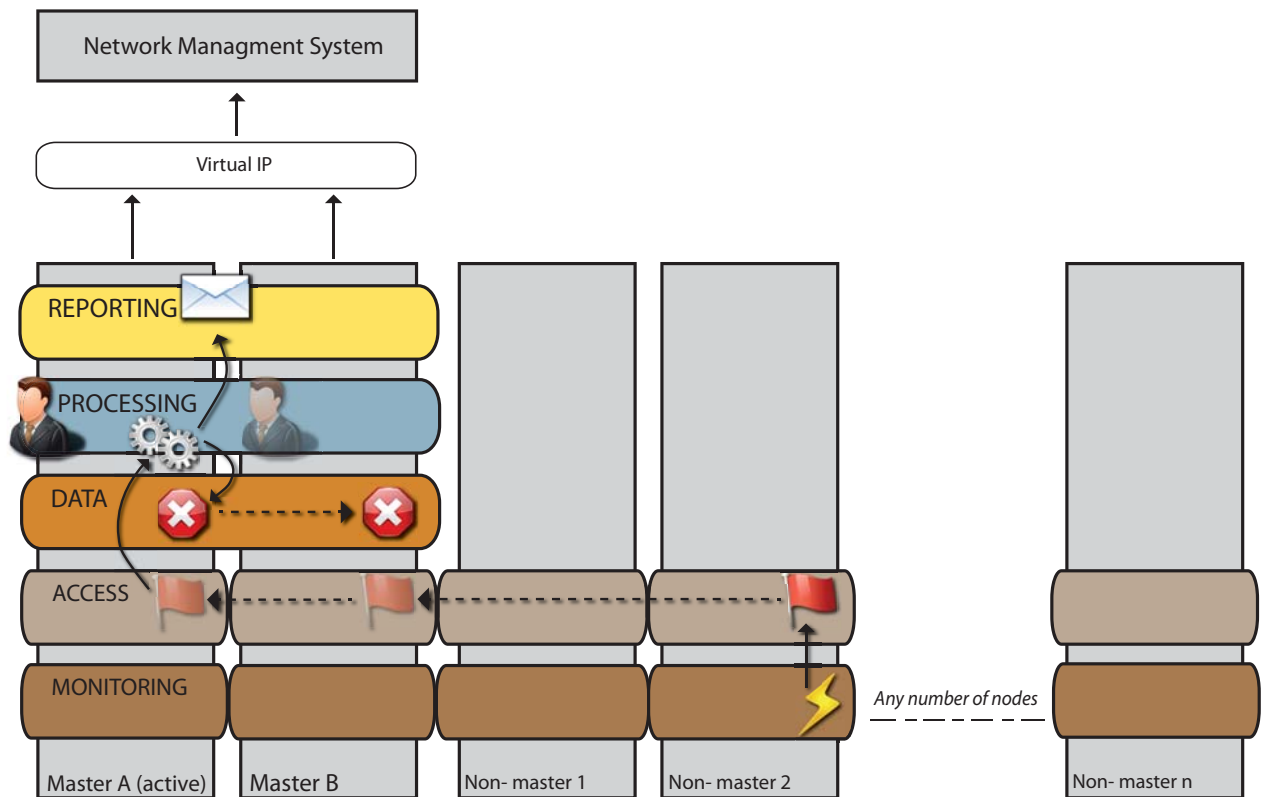 Network Managment System
Virtual IP
REPORTING
PROCESSING
DATA
ACCESS
MONITORING
Any number of nodes
Master A (active)
Master B
Non- master 1
Non- master 2
Non- master n